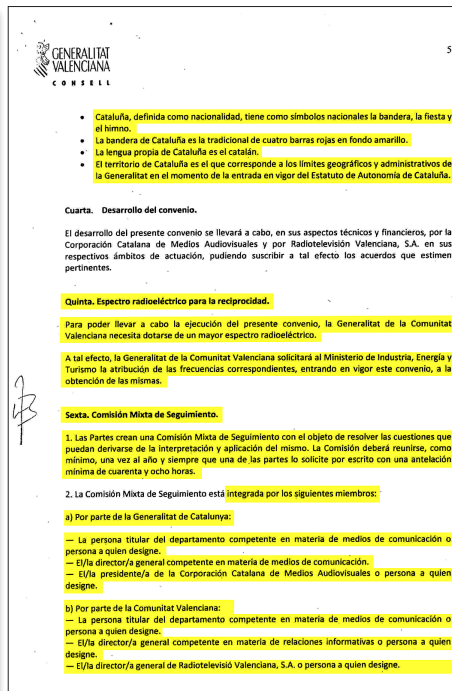 GENERALITAT
VALENCIANA
CONSELL
5
• Cataluña, definida como nacionalidad, tiene como símbolos nacionales la bandera, la fiesta y
el himno.
• La bandera de Cataluña es la tradicional de cuatro barras rojas en fondo amarillo.
• La lengua propia de Cataluña es el catalán.
• El territorio de Cataluña es el que corresponde a los límites geográficos y administrativos de
la Generalitat en el momento de la entrada en vigor del Estatuto de Autonomía de Cataluña.
Cuarta. Desarrollo del convenio.
El desarrollo del presente convenio se llevará a cabo, en sus aspectos técnicos y financieros, por la
Corporación Catalana de Medios Audiovisuales y por Radiotelevisión Valenciana, S.A. en sus
respectivos ámbitos de actuación, pudiendo suscribir a tal efecto los acuerdos que estimen
pertinentes.
Quinta. Espectro radioeléctrico para la reciprocidad.
Para poder llevar a cabo la ejecución del presente convenio, la Generalitat de la Comunitat
Valenciana necesita dotarse de un mayor espectro radioeléctrico.
A tal efecto, la Generalitat de la Comunitat Valenciana solicitará al Ministerio de Industria, Energía y
Turismo la atribución de las frecuencias correspondientes, entrando en vigor este convenio, a la
obtención de las mismas.
Sexta. Comisión Mixta de Seguimiento.
1. Las Partes crean una Comisión Mixta de Seguimiento con el objeto de resolver las cuestiones que
puedan derivarse de la interpretación y aplicación del mismo. La Comisión deberá reunirse, como
mínimo, una vez al año y siempre que una de las partes lo solicite por escrito con una antelación
mínima de cuarenta y ocho horas.
2. La Comisión Mixta de Seguimiento está integrada por los siguientes miembros:
a) Por parte de la Generalitat de Catalunya:
— La persona titular del departamento competente en materia de medios de comunicación o
persona a quien designe.
— El/la director/a general competente en materia de medios de comunicación.
— El/la presidente/a de la Corporación Catalana de Medios Audiovisuales o persona a quien
designe.
b) Por parte de la Comunitat Valenciana:
— La persona titular del departamento competente en materia de medios de comunicación o
persona a quien designe.
— El/la director/a general competente en materia de relaciones informativas o persona a quien
designe.
— El/la director/a general de Radiotelevisió Valenciana, S.A. o persona a quien designe.